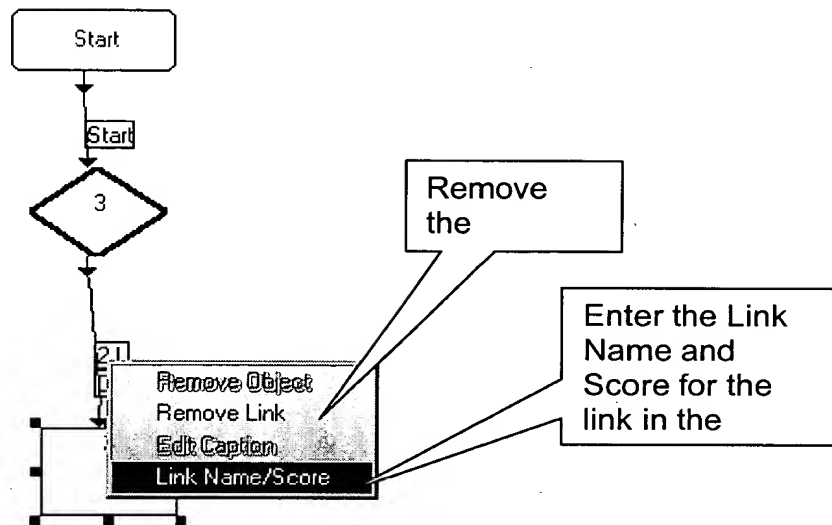 Start
Start
3
Remove
the
Enter the Link
Name and
Score for the
link in the
21
Remove Object
Remove Link
Edit Caption
Link Name/Score